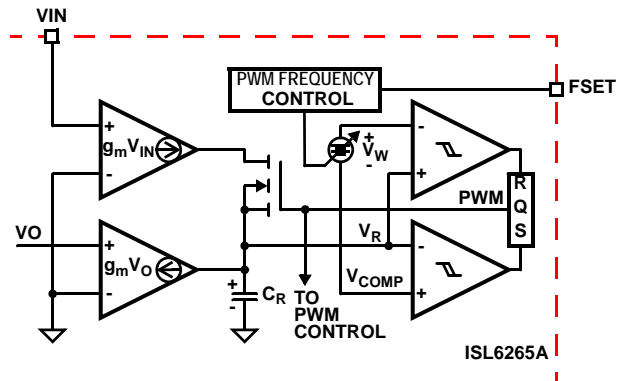 VIN
PWM FREQUENCY
CONTROL
FSET
+
gmVIN
-
+
VW
-
-
+
R
Q
S
PWM
VO
+
gmVO
-
VR
-
VCOMP
+
+
-
CR
TO
PWM
CONTROL
ISL6265A